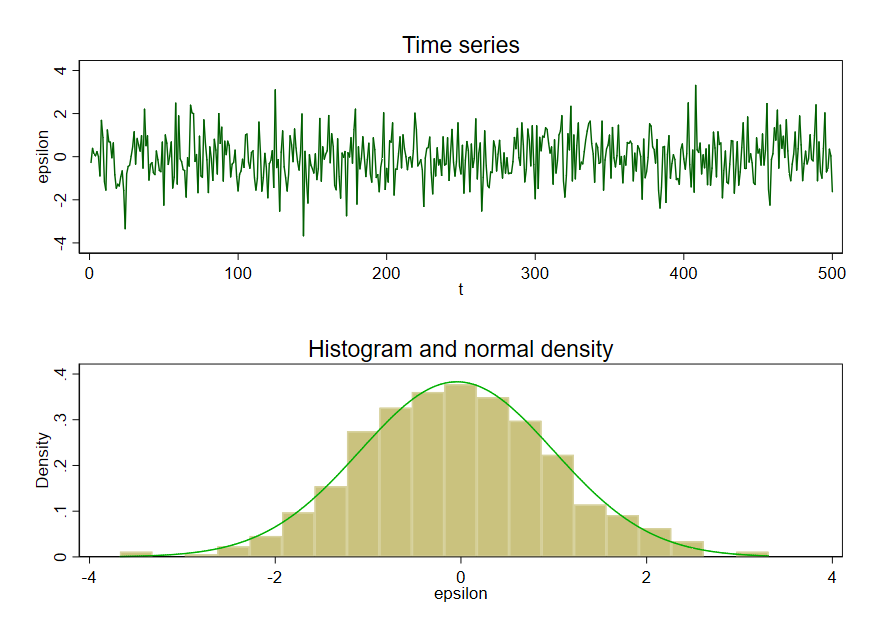 Time series
epsilon
4
2
0
-2
-4
0 100 200 300 400 500
t
Histogram and normal density
Density
.4
.3
.2
.1
0
-4 -2 0 2 4
epsilon